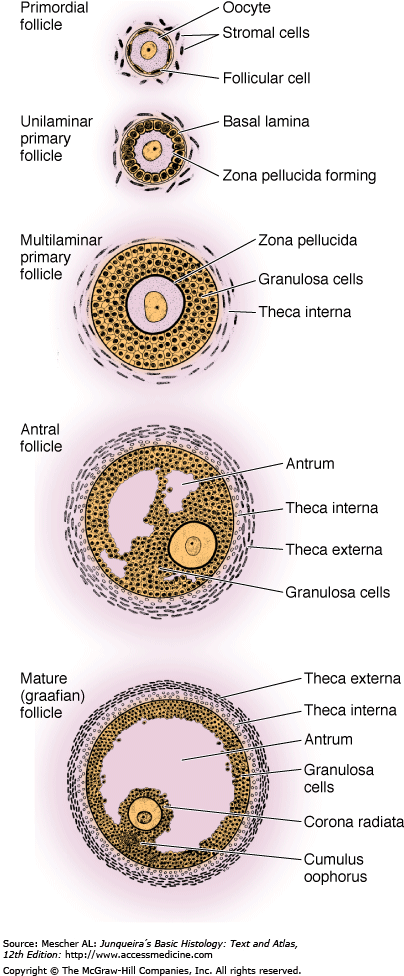 Primordial
follicle
Oocyte
Stromal cells
Follicular cell
Unilaminar
primary
follicle
Basal lamina
Zona pellucida forming
Multilaminar
primary
follicle
Zona pellucida
Granulosa cells
Theca interna
Antral
follicle
Antrum
Theca interna
Theca externa
Granulosa cells
Mature
(graafian)
follicle
Theca externa
Theca interna
Antrum
Granulosa
cells
Corona radiata
Cumulus
oophorus
Source: Mescher AL: Junqueira´s Basic Histology: Text and Atlas,
12th Edition: http://www.accessmedicine.com
Copyright © The McGraw-Hill Companies, Inc. All rights reserved.